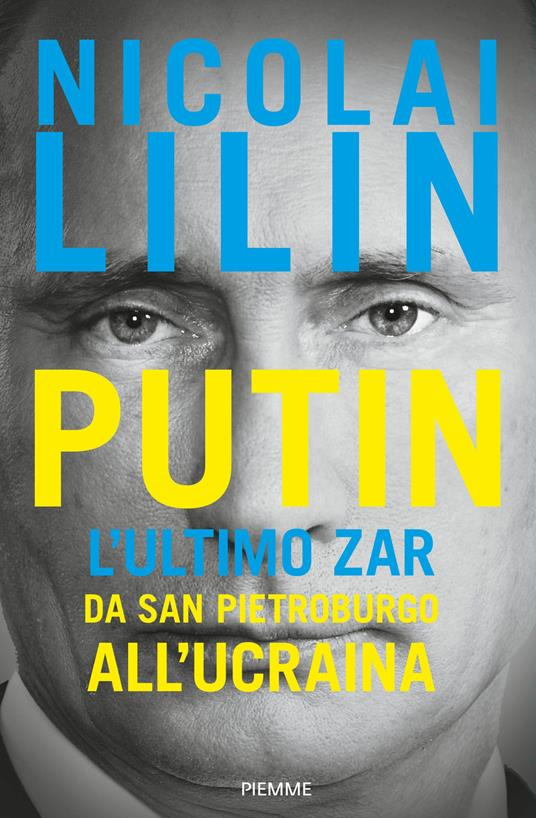 NICOLAI
LILIN
PUTIN
L'ULTIMO ZAR
DA SAN PIETROBURGO
ALL'UCRAINA
PIEMME